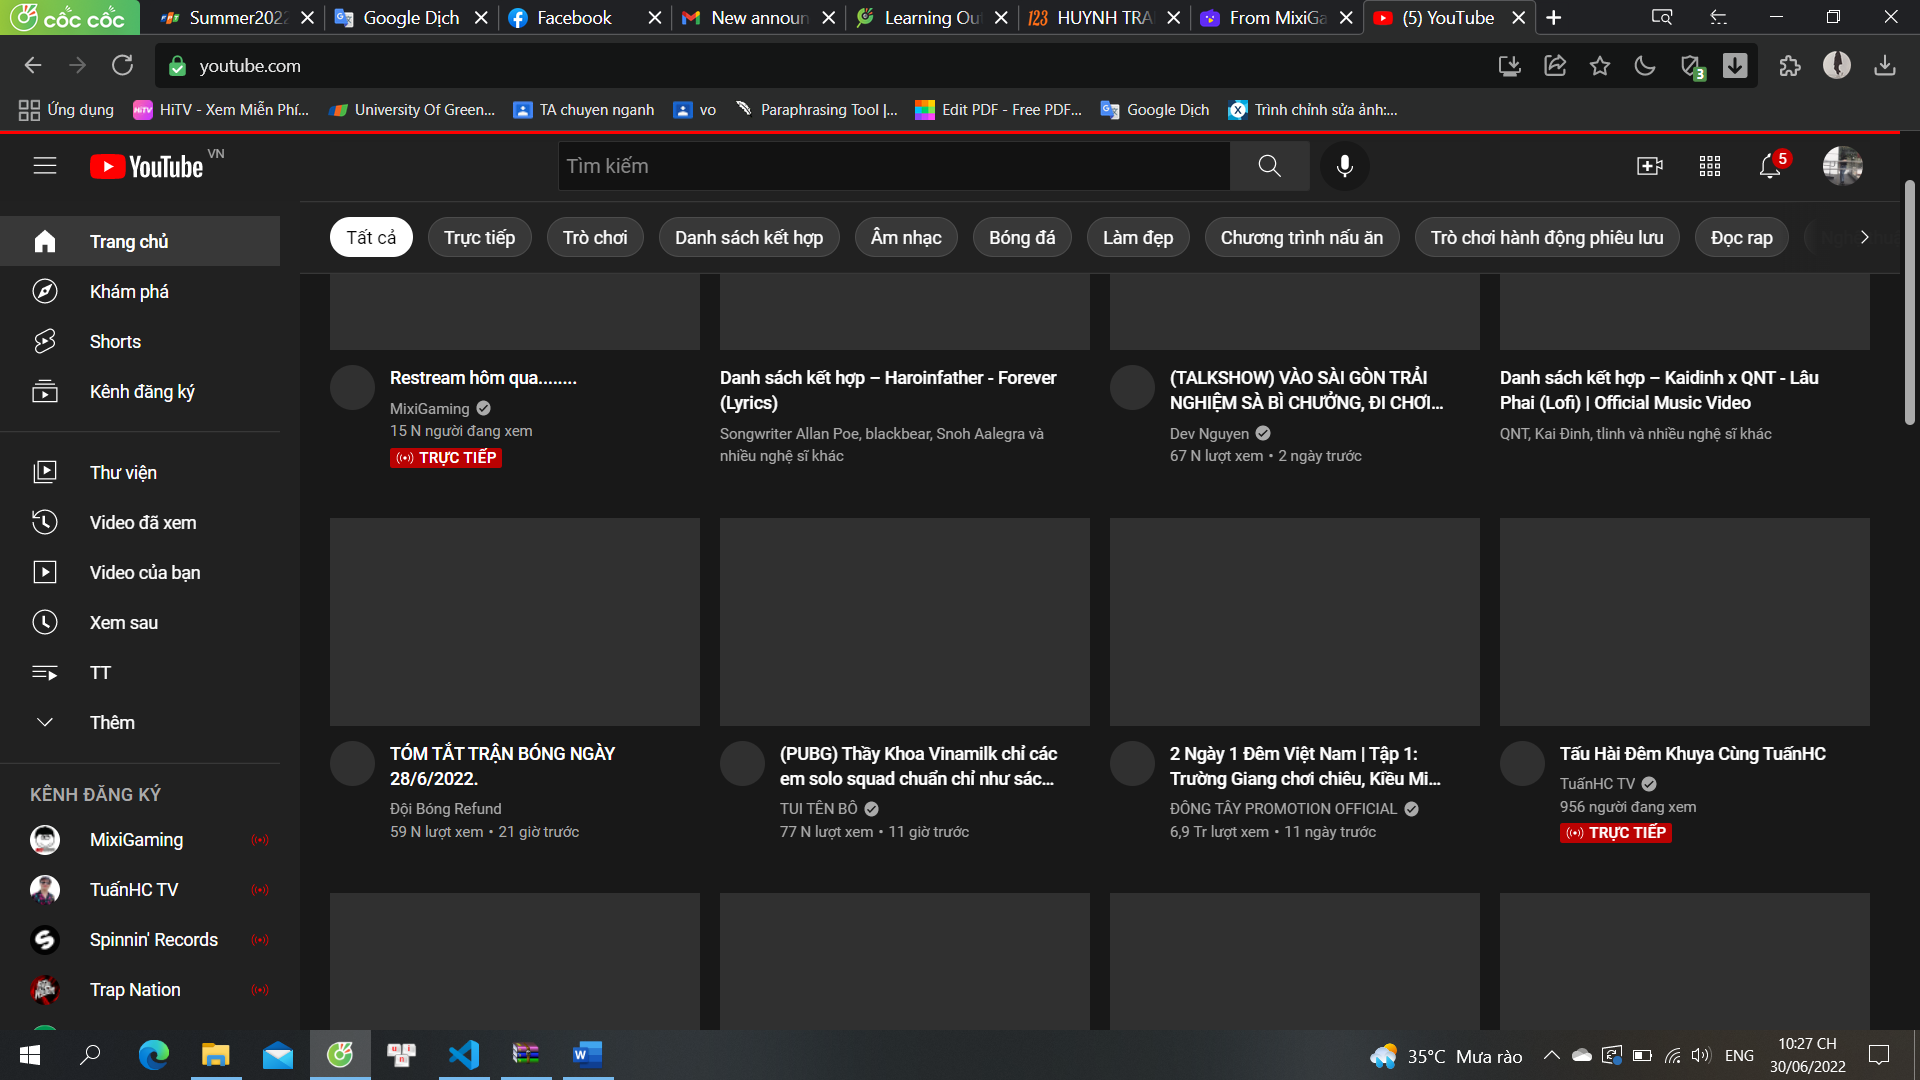 cốc cốc
Summer2022
Google Dịch
Facebook
New announ
Learning Out
HUYNH TRA
From MixiGa
(5) YouTube
youtube.com
3
Ứng dụng
HiTV - Xem Miễn Phí...
University Of Green...
TA chuyen nganh
vo
Paraphrasing Tool |...
Edit PDF - Free PDF...
Google Dịch
Trình chỉnh sửa ảnh:...
YouTube VN
Tìm kiếm
5
Trang chủ
Khám phá
Shorts
Kênh đăng ký
Thư viện
Video đã xem
Video của bạn
Xem sau
TT
Thêm
KÊNH ĐĂNG KÝ
MixiGaming
TuấnHC TV
Spinnin' Records
Trap Nation
Tất cả
Trực tiếp
Trò chơi
Danh sách kết hợp
Âm nhạc
Bóng đá
Làm đẹp
Chương trình nấu ăn
Trò chơi hành động phiêu lưu
Đọc rap
Restream hôm qua........
MixiGaming
15 N người đang xem
TRỰC TIẾP
Danh sách kết hợp – Haroinfather - Forever
(Lyrics)
Songwriter Allan Poe, blackbear, Snoh Aalegra và
nhiều nghệ sĩ khác
(TALKSHOW) VÀO SÀI GÒN TRẢI
NGHIỆM SÀ BÌ CHƯỞNG, ĐI CHƠI...
Dev Nguyen
67 N lượt xem • 2 ngày trước
Danh sách kết hợp – Kaidinh x QNT - Lâu
Phai (Lofi) | Official Music Video
QNT, Kai Đinh, tlinh và nhiều nghệ sĩ khác
TÓM TẮT TRẬN BÓNG NGÀY
28/6/2022.
Đội Bóng Refund
59 N lượt xem • 21 giờ trước
(PUBG) Thầy Khoa Vinamilk chỉ các
em solo squad chuẩn chỉ như sác...
TUI TÊN BÔ
77 N lượt xem • 11 giờ trước
2 Ngày 1 Đêm Việt Nam | Tập 1:
Trường Giang chơi chiêu, Kiều Mi...
ĐÔNG TÂY PROMOTION OFFICIAL
6,9 Tr lượt xem • 11 ngày trước
Tấu Hài Đêm Khuya Cùng TuấnHC
TuấnHC TV
956 người đang xem
TRỰC TIẾP
35°C Mưa rào
ENG
10:27 CH
30/06/2022